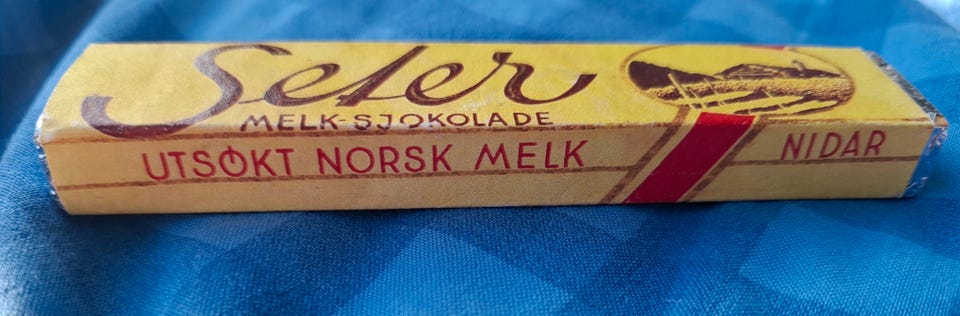 Seter
MELK-SJOKOLADE
UTSØKT NORSK MELK
NIDAR